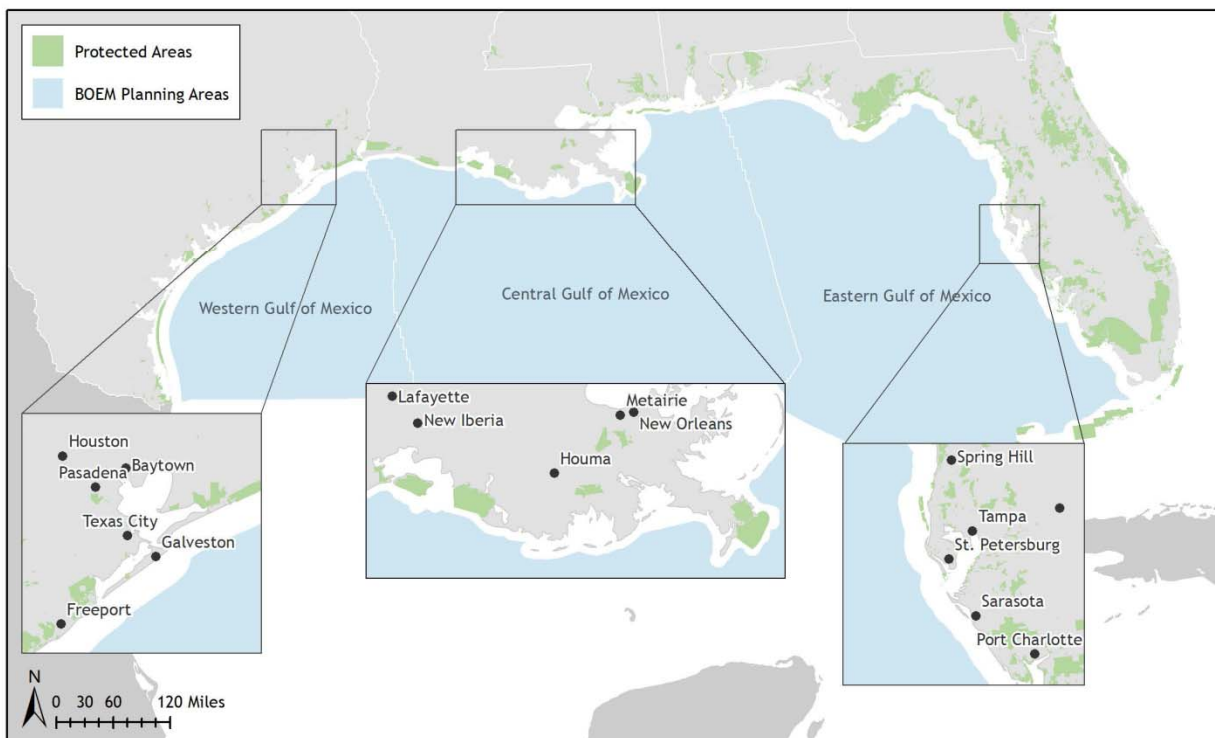 Protected Areas
BOEM Planning Areas
Western Gulf of Mexico
Central Gulf of Mexico
Eastern Gulf of Mexico
Houston
Pasadena
Baytown
Texas City
Galveston
Freeport
Lafayette
New Iberia
Metairie
New Orleans
Houma
Spring Hill
Tampa
St. Petersburg
Sarasota
Port Charlotte
N
0 30 60 120 Miles